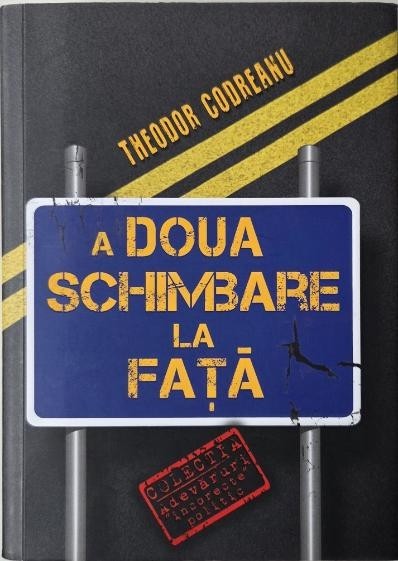 THEODOR CODREANU
A DOUA
SCHIMBARE
LA
FAȚĂ
COLECȚIA
Adevăruri
"incorecte"
politic